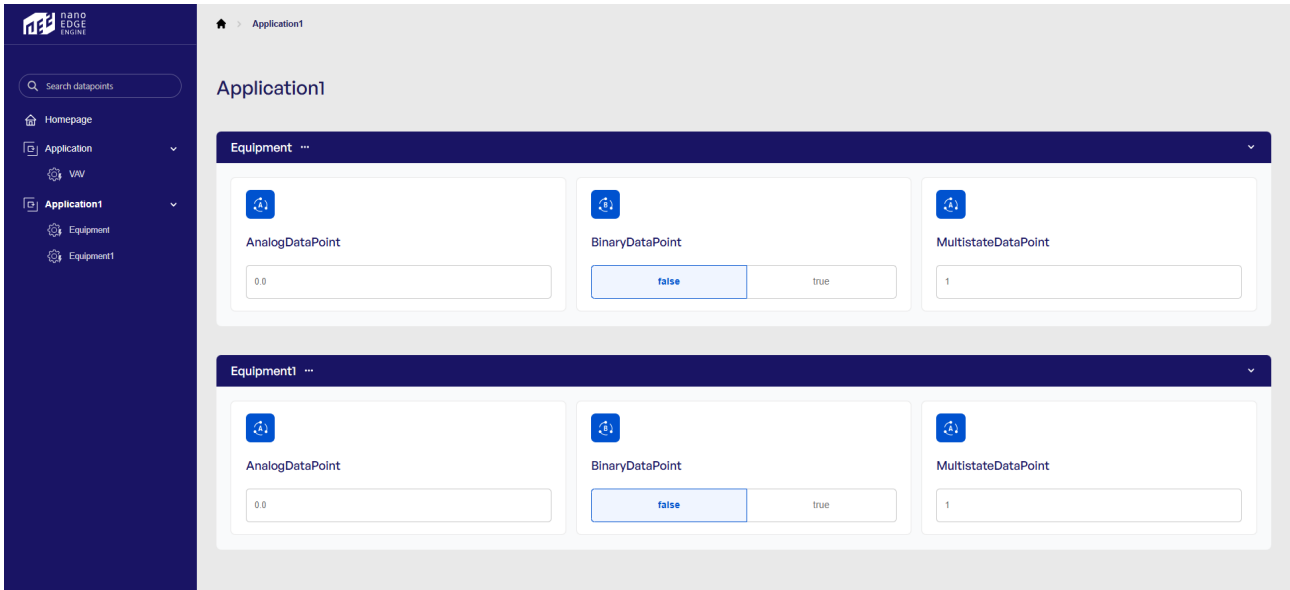 nano
EDGE
ENGINE
Search datapoints
Homepage
Application
VAV
Application1
Equipment
Equipment1
Application1
Application1
Equipment ...
AnalogDataPoint
0.0
BinaryDataPoint
false true
MultistateDataPoint
1
Equipment1 ...
AnalogDataPoint
0.0
BinaryDataPoint
false true
MultistateDataPoint
1